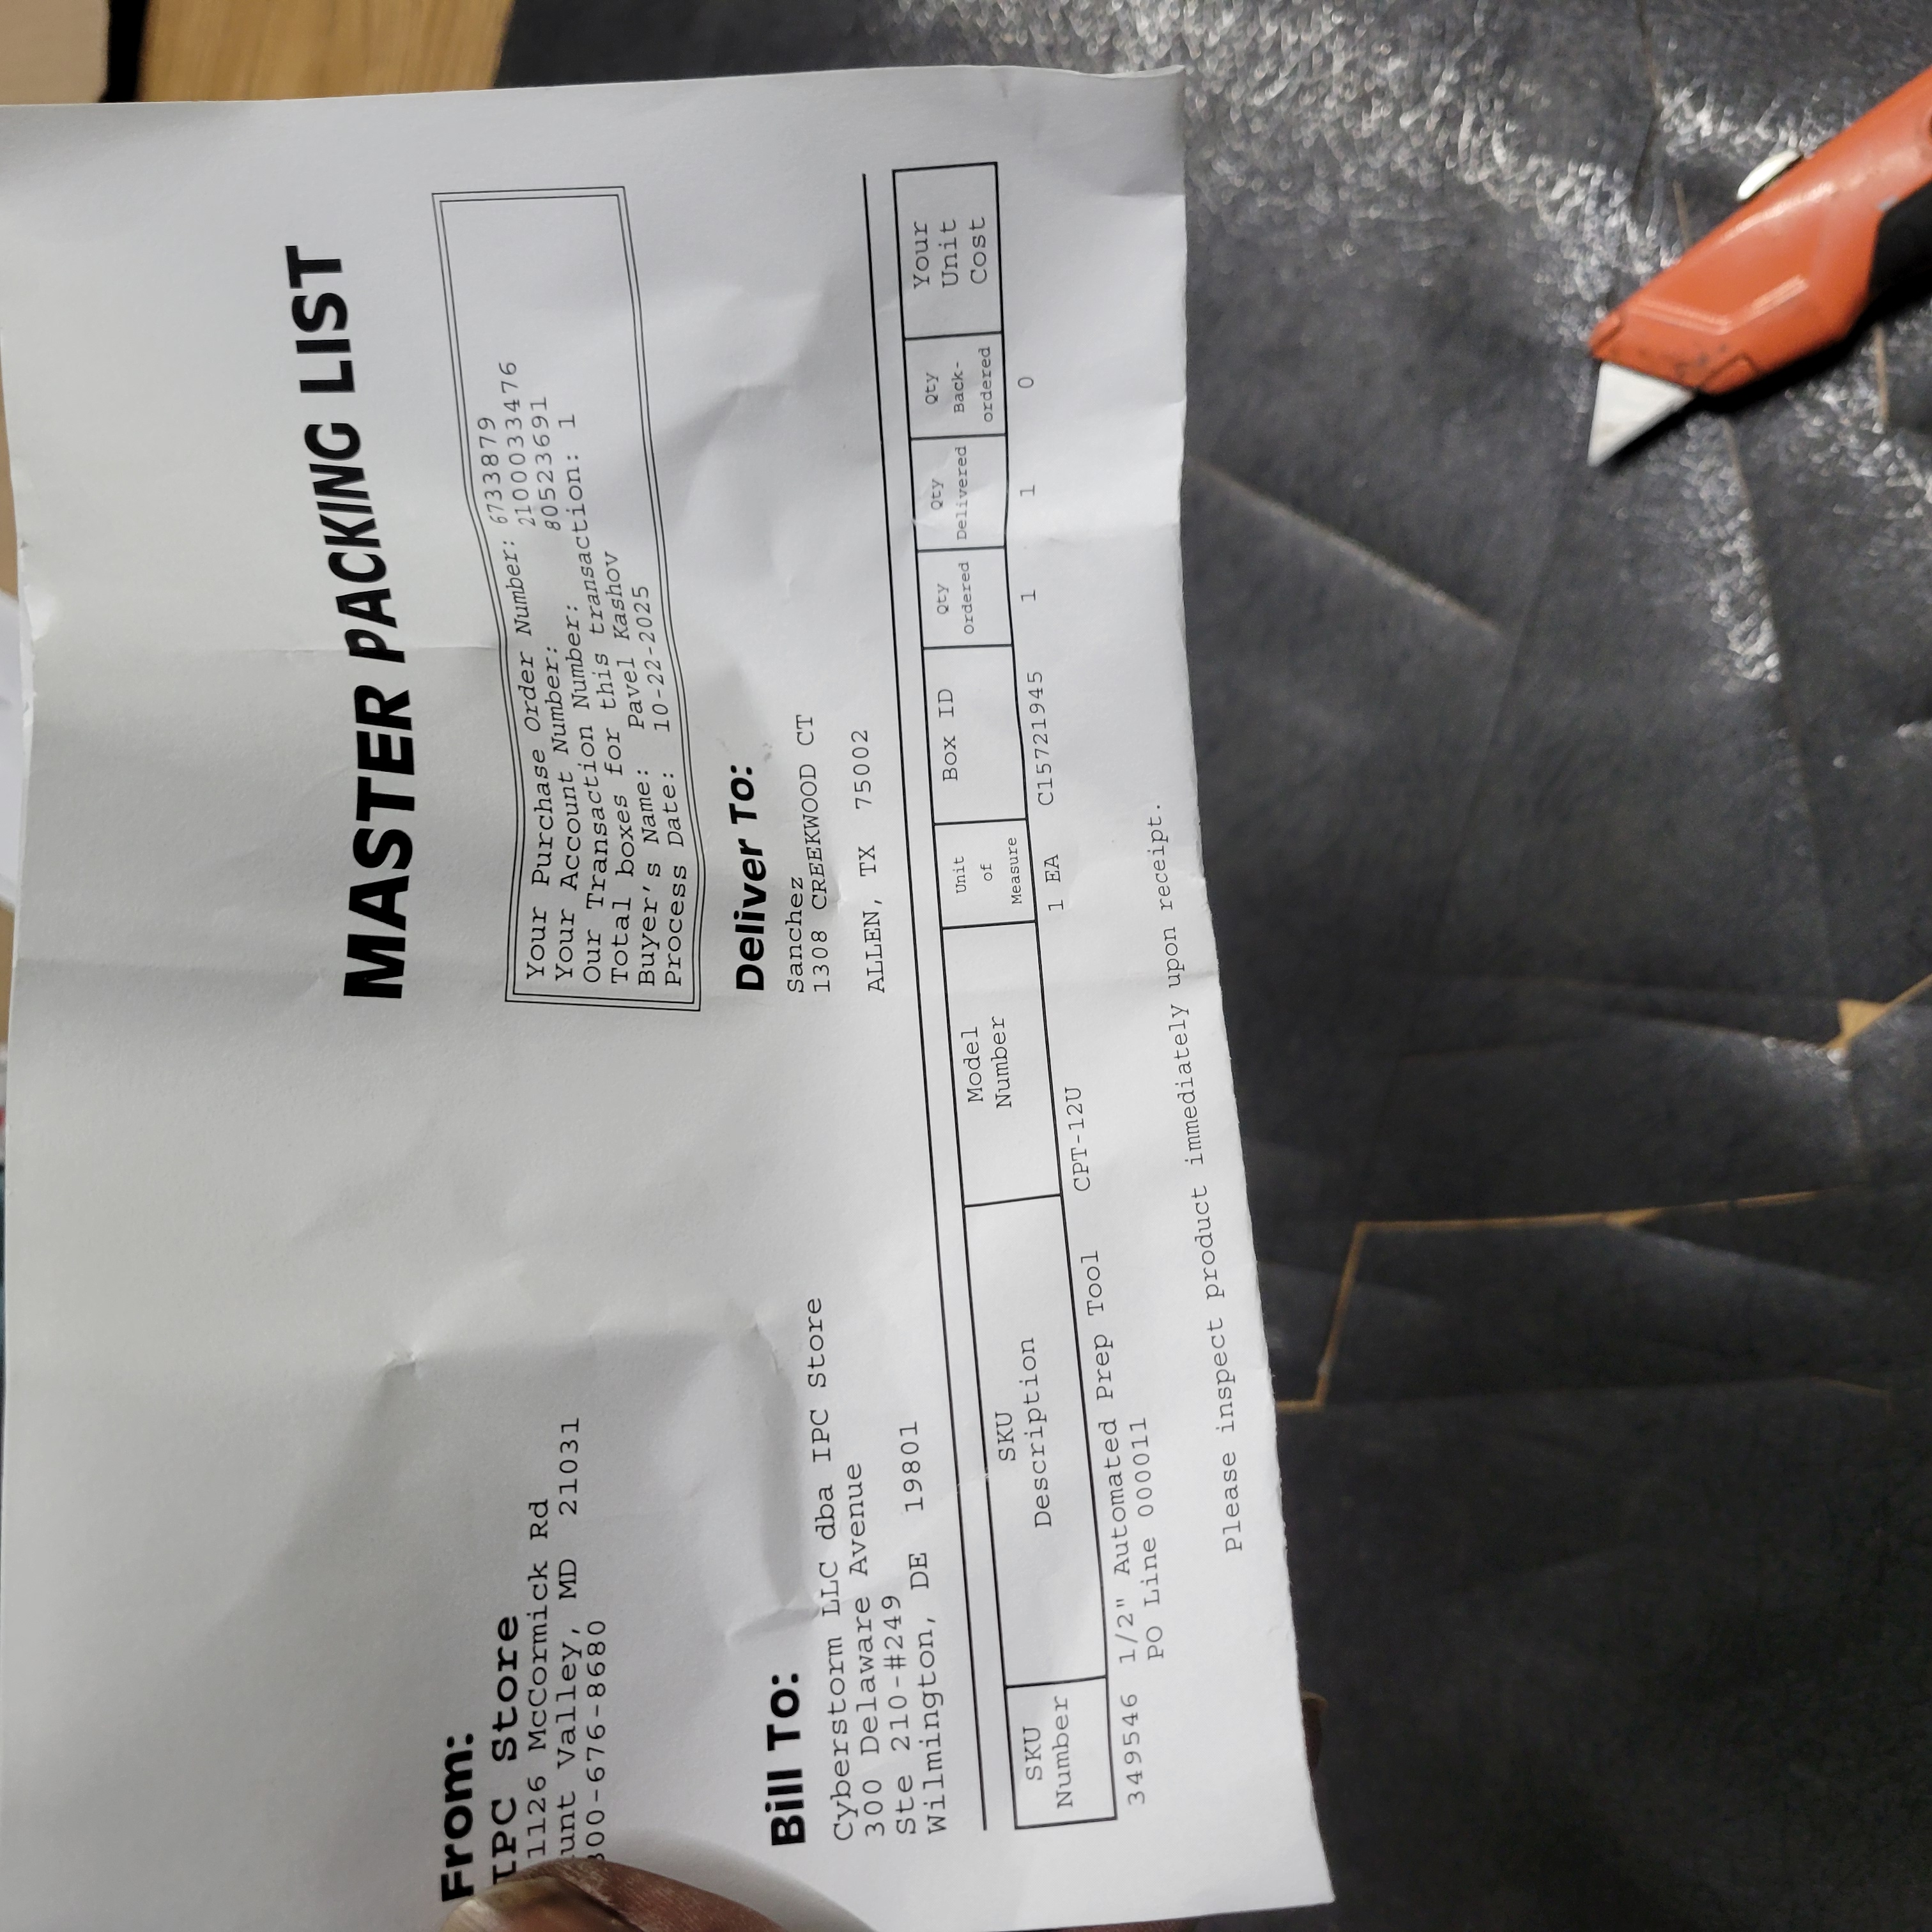 MASTER PACKING LIST
From:
IPC Store
11126 McCormick Rd
unt Valley, MD 21031
00-676-8680
Your Purchase Order Number: 6733879
Your Account Number: 2100033476
Our Transaction Number: 80523691
Total boxes for this transaction: 1
Buyer's Name: Pavel Kashov
Process Date: 10-22-2025
Bill To:
Cyberstorm LLC dba IPC Store
300 Delaware Avenue
Ste 210-#249
Wilmington, DE 19801
Deliver To:
Sanchez
1308 CREEKWOOD CT
ALLEN, TX 75002
SKU Number SKU Description Model Number Unit of Measure Box ID Qty Ordered Qty Delivered Qty Back-ordered Your Unit Cost
349546 1/2" Automated Prep Tool CPT-12U 1 EA C15721945 1 1 0
PO Line 000011
Please inspect product immediately upon receipt.